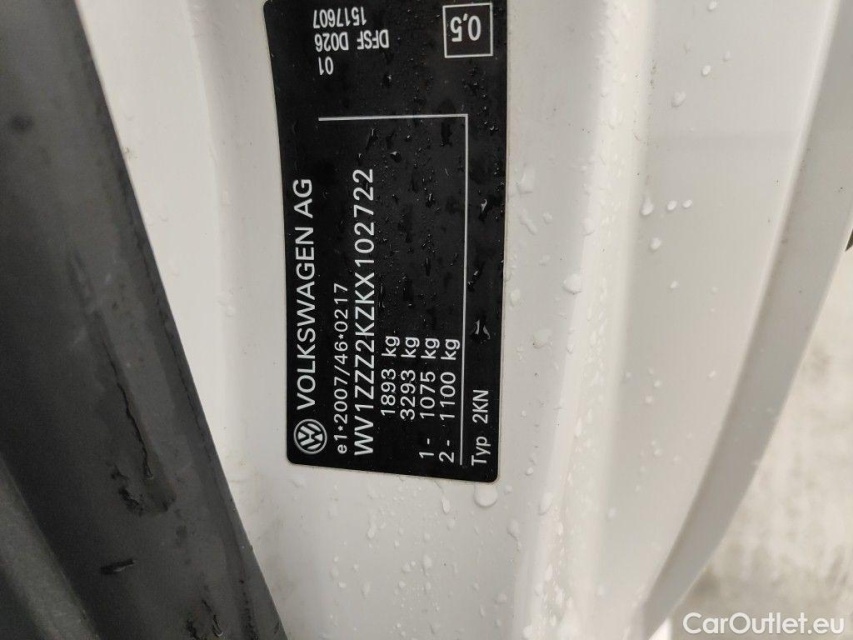 VOLKSWAGEN AG
e1*2007/46*0217
WV1ZZZ2KZKX102722
1893 kg
3293 kg
1- 1075 kg
2- 1100 kg
Typ 2KN
01
DFSF D026
1517607
0,5
CarOutlet.eu